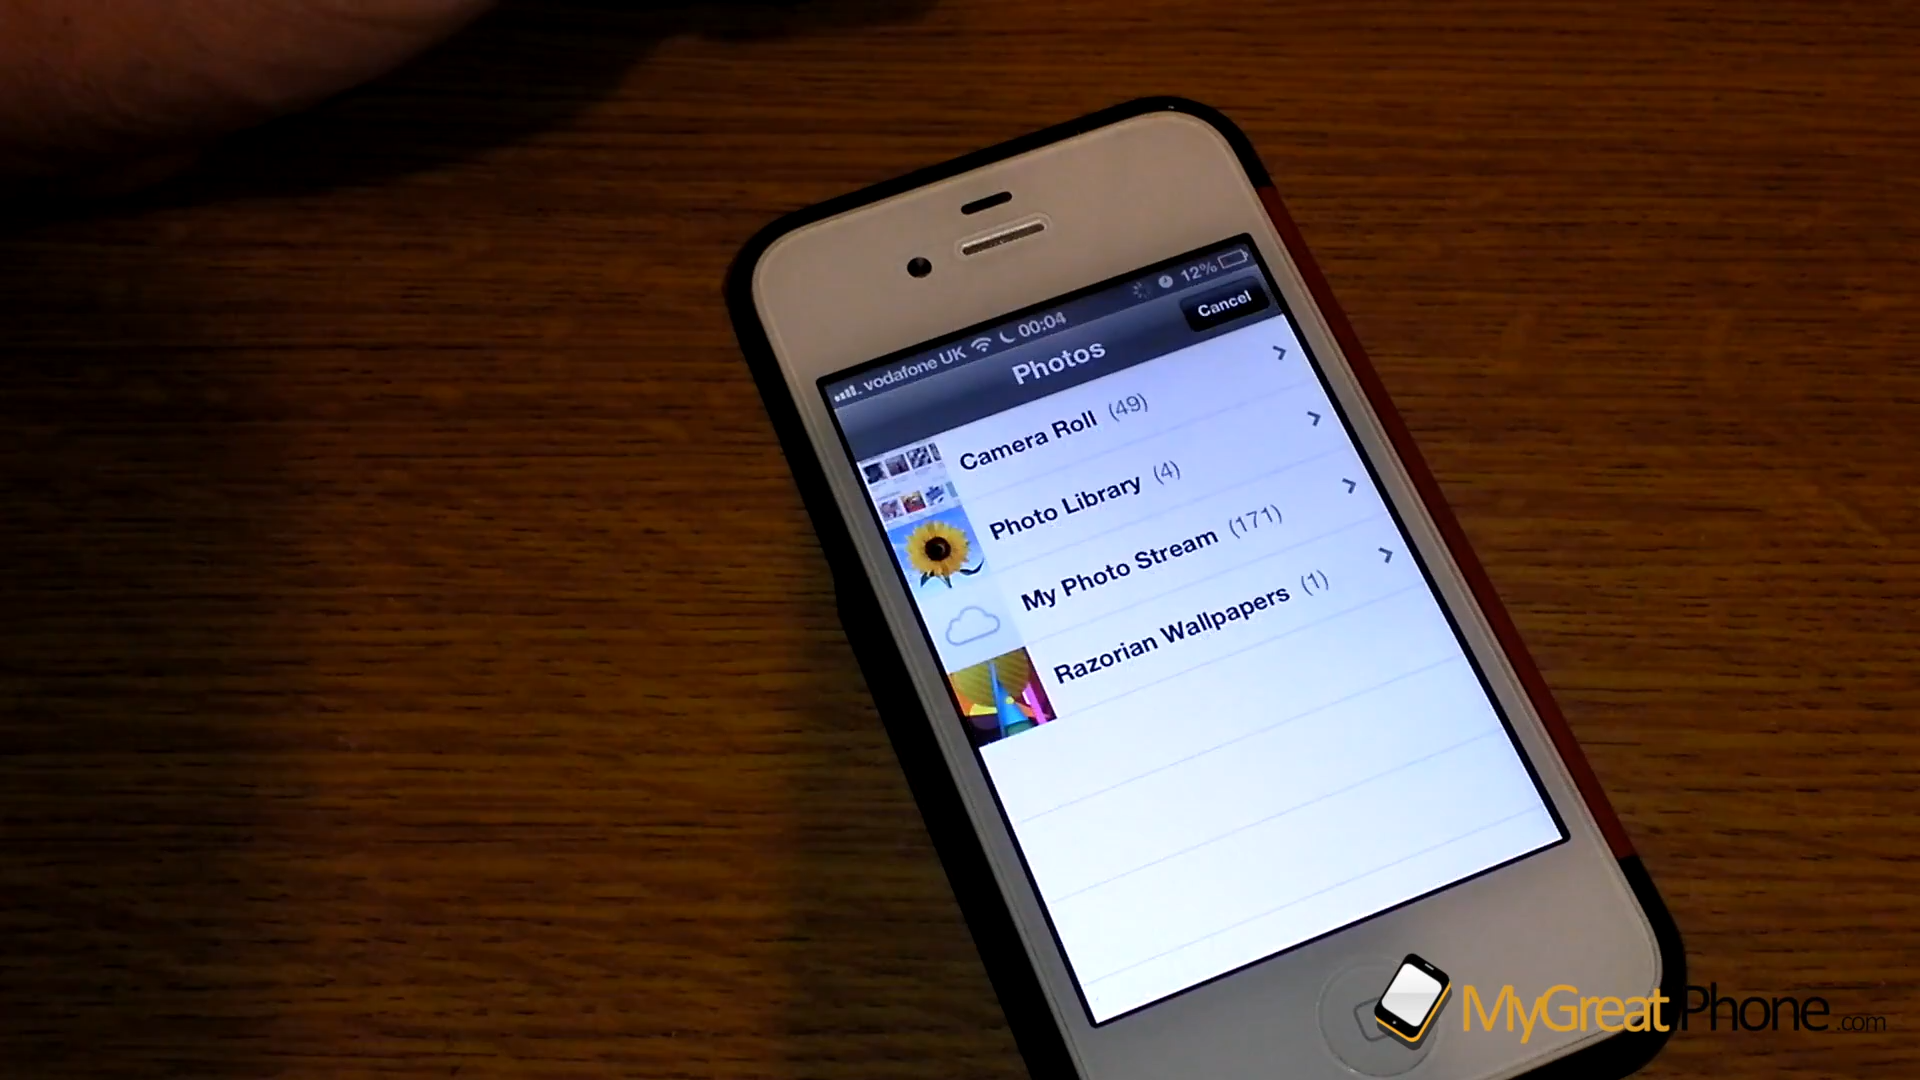 vodafone UK 00:04 12%
Photos
Cancel
Camera Roll (49)
Photo Library (4)
My Photo Stream (171)
Razorian Wallpapers (1)
MyGreatPhone.com